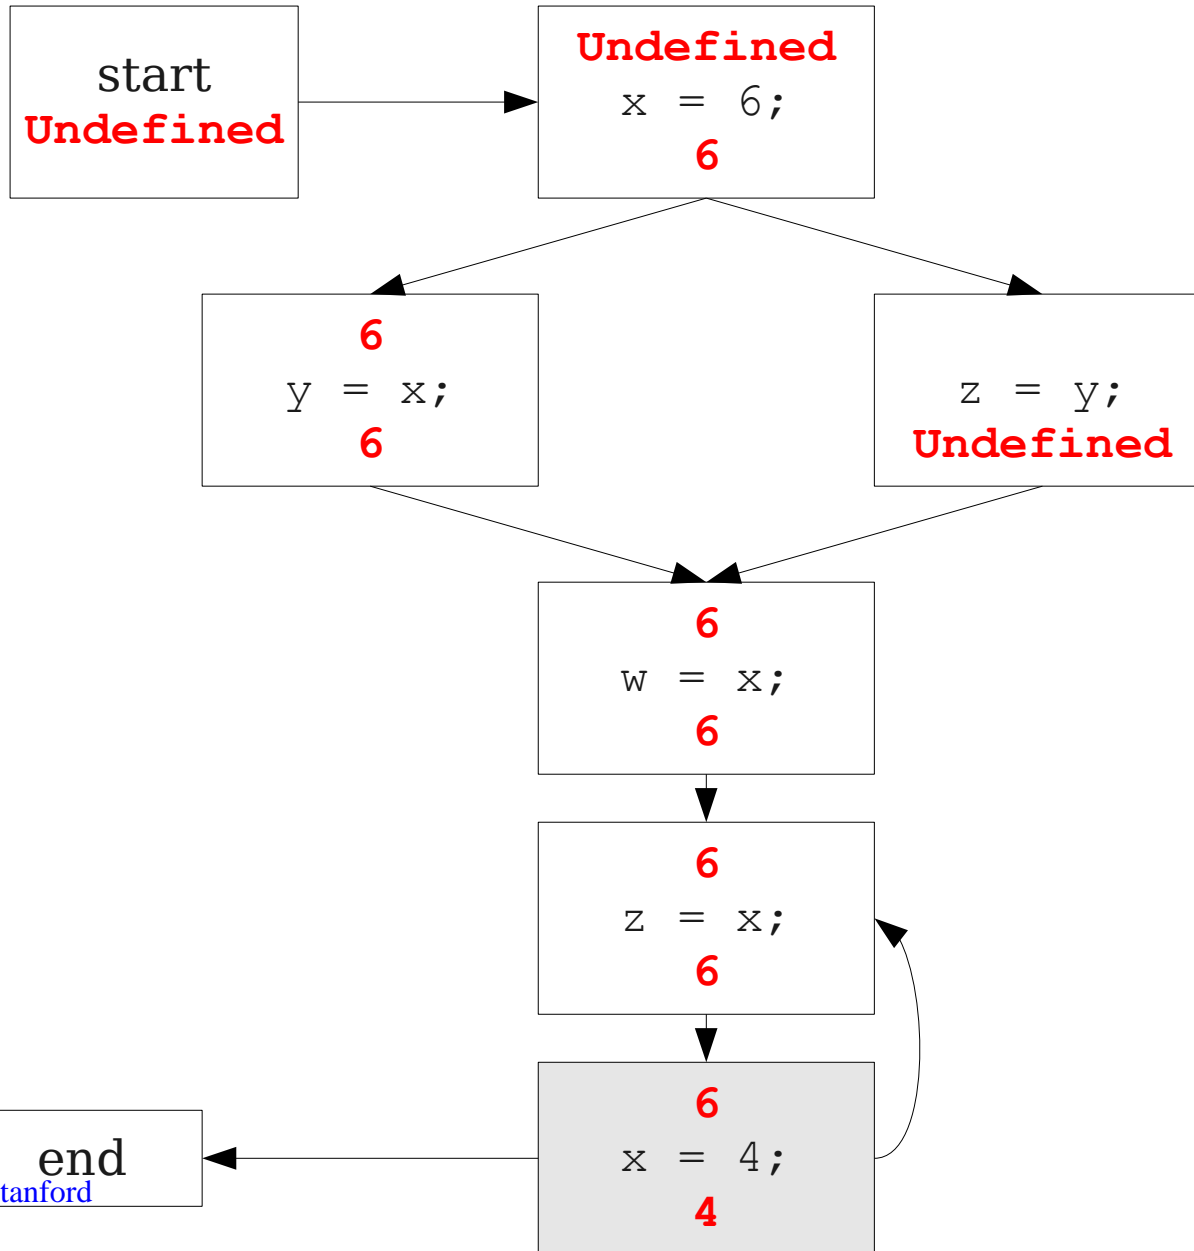 start
Undefined
Undefined
x = 6;
6
6
y = x;
6
z = y;
Undefined
6
w = x;
6
6
z = x;
6
6
x = 4;
4
end
tanford